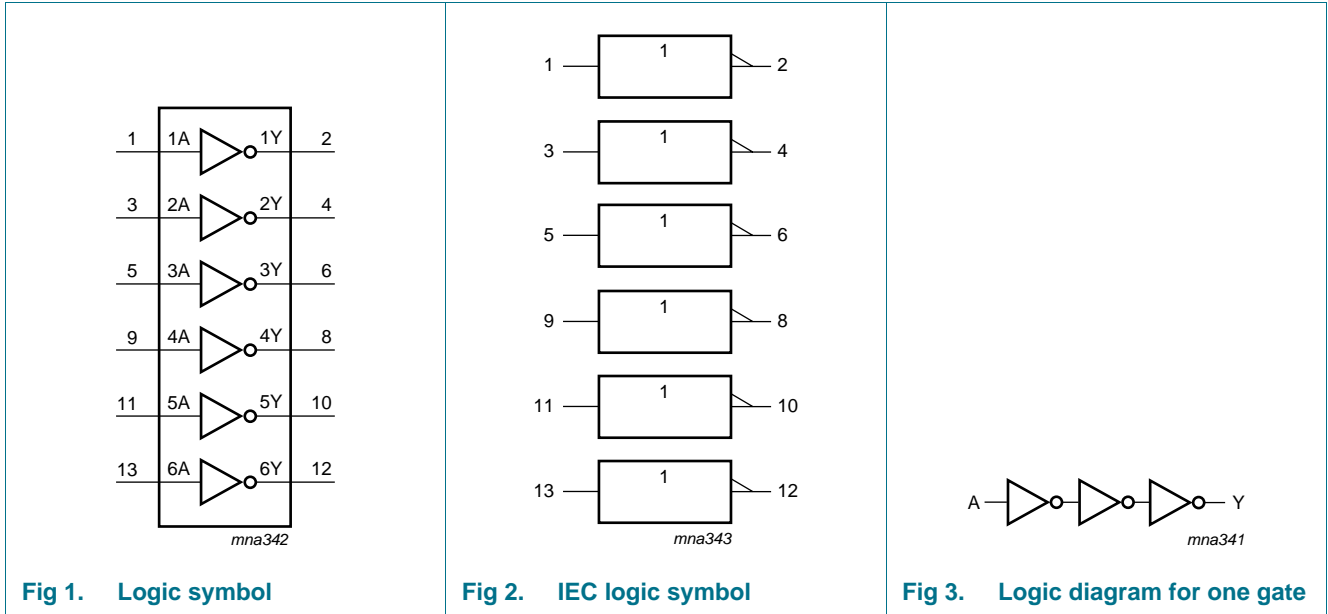 1 1A 1Y 2
3 2A 2Y 4
5 3A 3Y 6
9 4A 4Y 8
11 5A 5Y 10
13 6A 6Y 12
mna342
Fig 1. Logic symbol
1
1 2
1
3 4
1
5 6
1
9 8
1
11 10
1
13 12
mna343
Fig 2. IEC logic symbol
A Y
mna341
Fig 3. Logic diagram for one gate